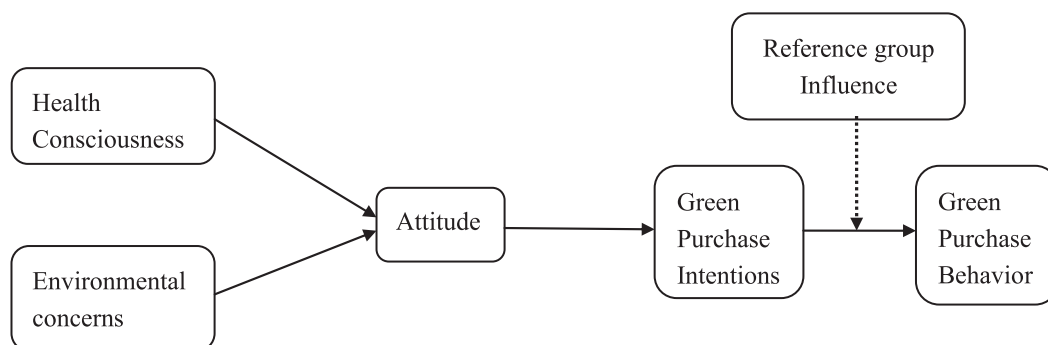 Reference group
Influence
Health
Consciousness
Attitude
Green
Purchase
Intentions
Green
Purchase
Behavior
Environmental
concerns